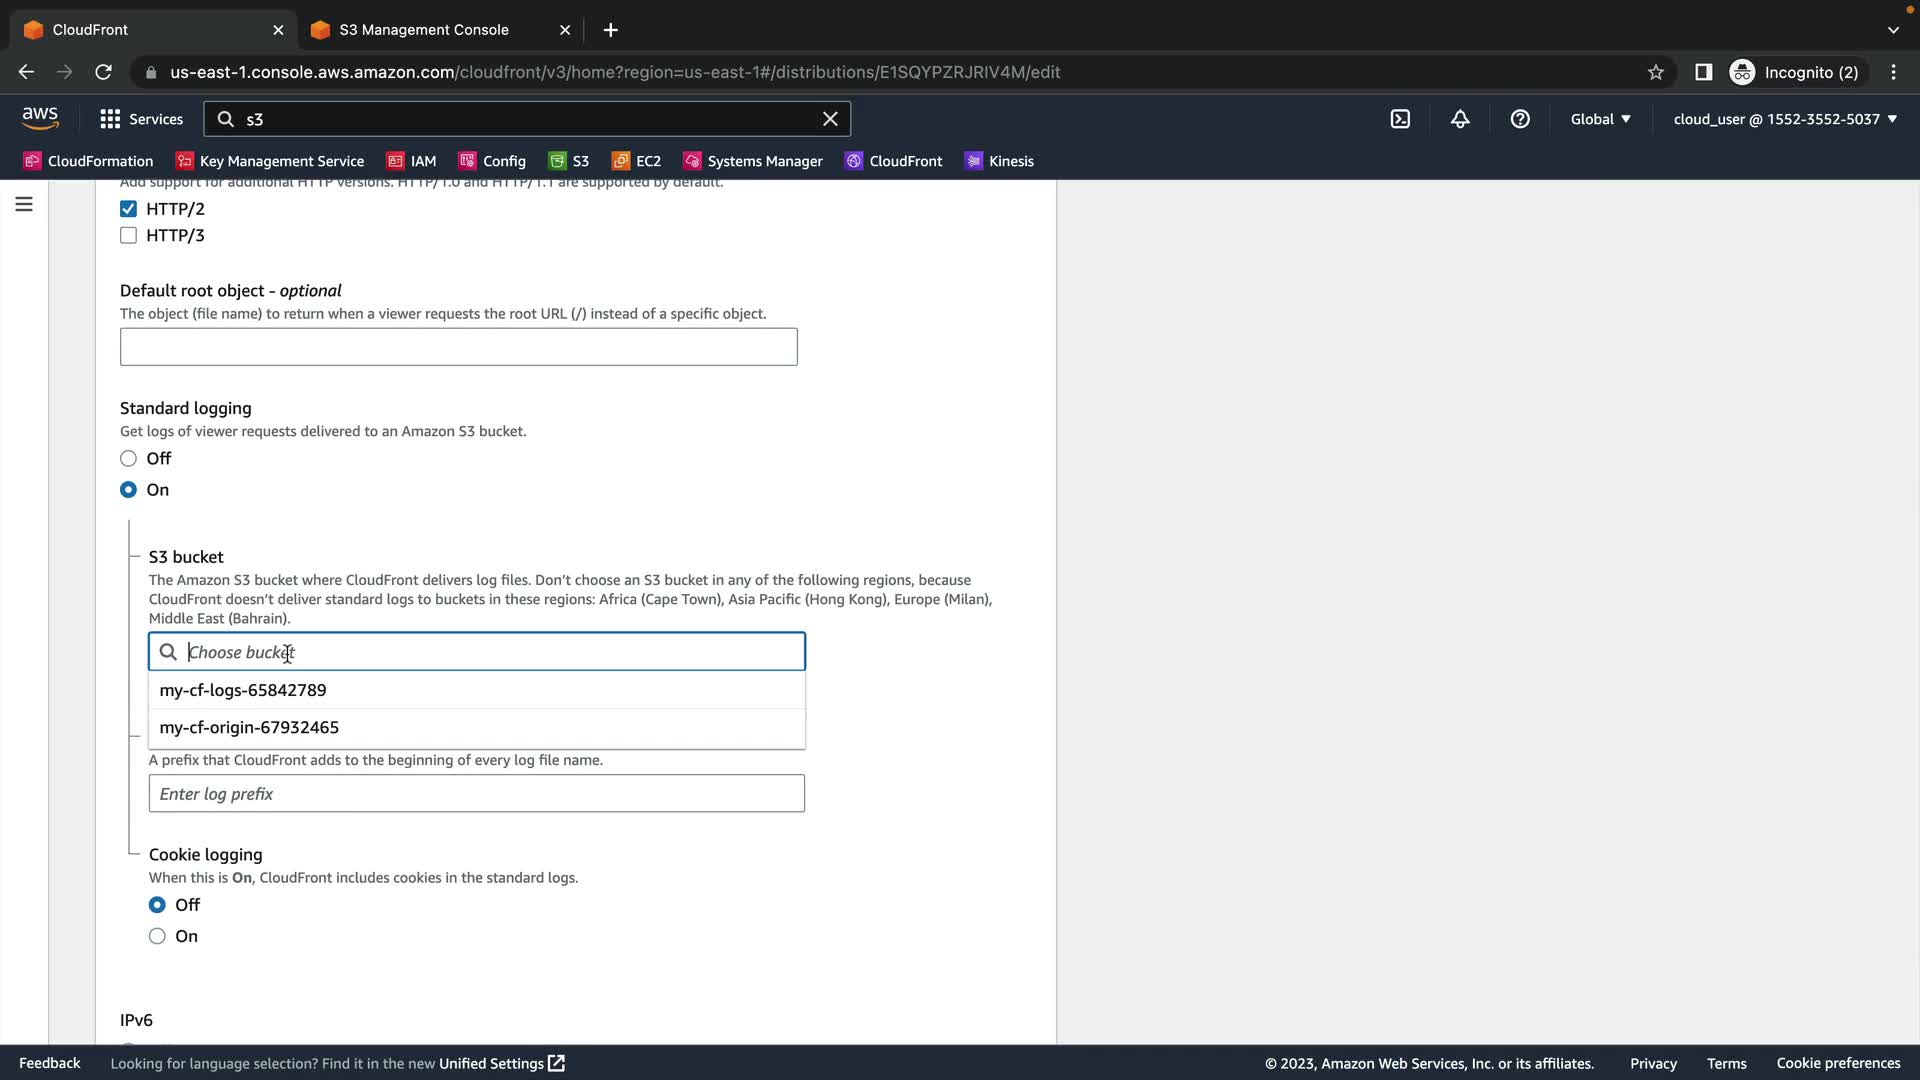 CloudFront
S3 Management Console
us-east-1.console.aws.amazon.com/cloudfront/v3/home?region=us-east-1#/distributions/E1SQYPZRJRIV4M/edit
Incognito (2)
aws
Services
s3
Global
cloud_user @ 1552-3552-5037
CloudFormation
Key Management Service
IAM
Config
S3
EC2
Systems Manager
CloudFront
Kinesis
Add support for additional HTTP versions. HTTP/1.0 and HTTP/1.1 are supported by default.
HTTP/2
HTTP/3
Default root object - optional
The object (file name) to return when a viewer requests the root URL (/) instead of a specific object.
Standard logging
Get logs of viewer requests delivered to an Amazon S3 bucket.
Off
On
S3 bucket
The Amazon S3 bucket where CloudFront delivers log files. Don't choose an S3 bucket in any of the following regions, because
CloudFront doesn't deliver standard logs to buckets in these regions: Africa (Cape Town), Asia Pacific (Hong Kong), Europe (Milan),
Middle East (Bahrain).
Choose bucket
my-cf-logs-65842789
my-cf-origin-67932465
A prefix that CloudFront adds to the beginning of every log file name.
Enter log prefix
Cookie logging
When this is On, CloudFront includes cookies in the standard logs.
Off
On
IPv6
Feedback
Looking for language selection? Find it in the new Unified Settings
© 2023, Amazon Web Services, Inc. or its affiliates.
Privacy
Terms
Cookie preferences